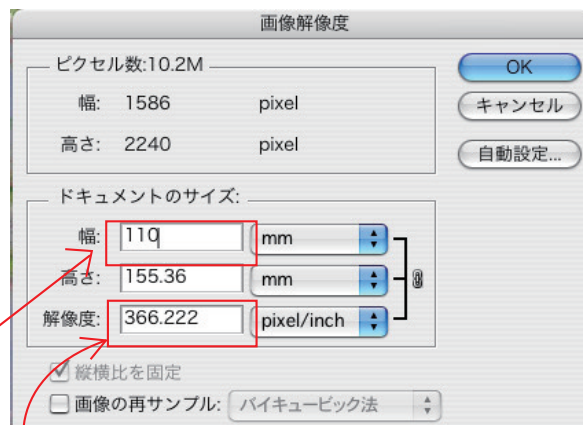 画像解像度
ピクセル数:10.2M
幅: 1586 pixel
高さ: 2240 pixel
OK
キャンセル
自動設定...
ドキュメントのサイズ:
幅: 110 mm
高さ: 155.36 mm
解像度: 366.222 pixel/inch
縦横比を固定
画像の再サンプル: バイキュービック法